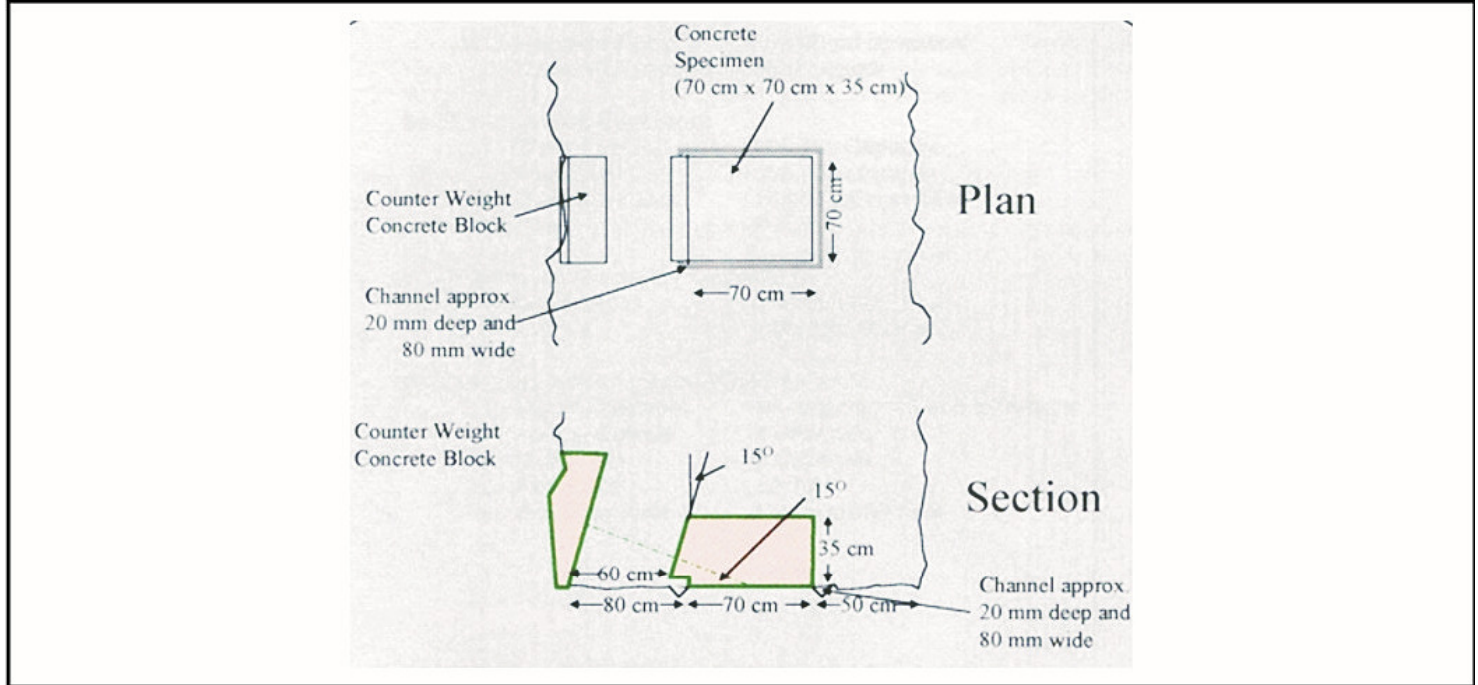 Concrete
Specimen
(70 cm x 70 cm x 35 cm)
Counter Weight
Concrete Block
70 cm
Plan
70 cm
Channel approx.
20 mm deep and
80 mm wide
Counter Weight
Concrete Block
15°
15°
Section
35 cm
60 cm
80 cm
70 cm
50 cm
Channel approx.
20 mm deep and
80 mm wide